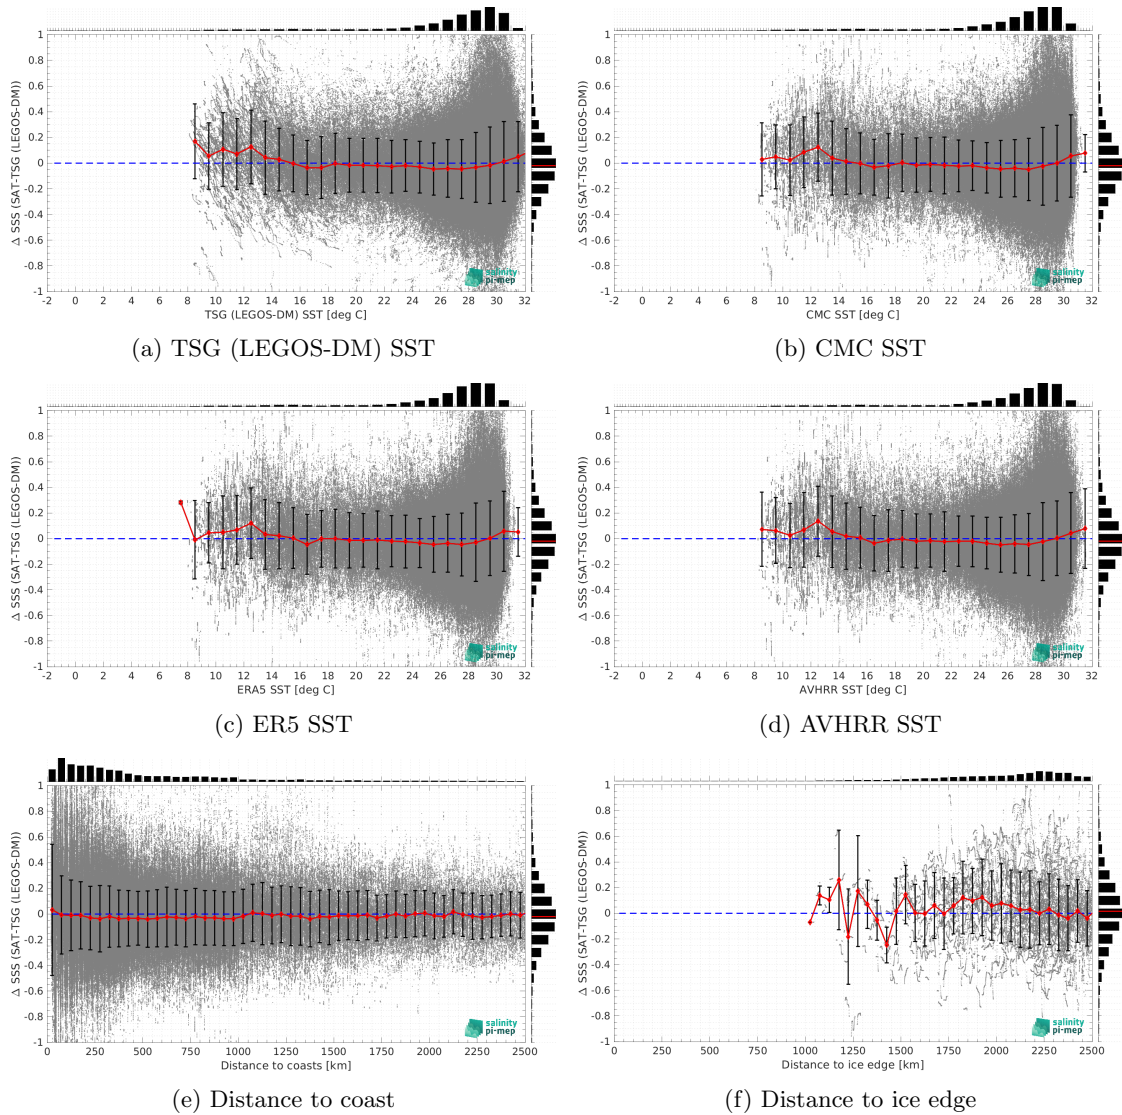 1
0.8
0.6
0.4
0.2
0
-0.2
-0.4
-0.6
-0.8
-1
Δ SSS (SAT-TSG (LEGOS-DM))
-2 0 2 4 6 8 10 12 14 16 18 20 22 24 26 28 30 32
TSG (LEGOS-DM) SST [deg C]
salinity
pi-mep
(a) TSG (LEGOS-DM) SST
1
0.8
0.6
0.4
0.2
0
-0.2
-0.4
-0.6
-0.8
-1
Δ SSS (SAT-TSG (LEGOS-DM))
-2 0 2 4 6 8 10 12 14 16 18 20 22 24 26 28 30 32
CMC SST [deg C]
salinity
pi-mep
(b) CMC SST
1
0.8
0.6
0.4
0.2
0
-0.2
-0.4
-0.6
-0.8
-1
Δ SSS (SAT-TSG (LEGOS-DM))
-2 0 2 4 6 8 10 12 14 16 18 20 22 24 26 28 30 32
ERA5 SST [deg C]
salinity
pi-mep
(c) ER5 SST
1
0.8
0.6
0.4
0.2
0
-0.2
-0.4
-0.6
-0.8
-1
Δ SSS (SAT-TSG (LEGOS-DM))
-2 0 2 4 6 8 10 12 14 16 18 20 22 24 26 28 30 32
AVHRR SST [deg C]
salinity
pi-mep
(d) AVHRR SST
1
0.8
0.6
0.4
0.2
0
-0.2
-0.4
-0.6
-0.8
-1
Δ SSS (SAT-TSG (LEGOS-DM))
0 250 500 750 1000 1250 1500 1750 2000 2250 2500
Distance to coasts [km]
salinity
pi-mep
(e) Distance to coast
1
0.8
0.6
0.4
0.2
0
-0.2
-0.4
-0.6
-0.8
-1
Δ SSS (SAT-TSG (LEGOS-DM))
0 250 500 750 1000 1250 1500 1750 2000 2250 2500
Distance to ice edge [km]
salinity
pi-mep
(f) Distance to ice edge